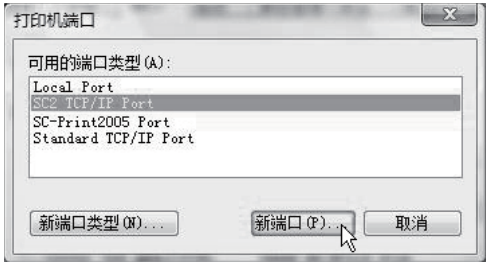 打印机端口
可用的端口类型(A):
Local Port
SC2 TCP/IP Port
SC-Print2005 Port
Standard TCP/IP Port
新端口类型(N)... 新端口(P)... 取消